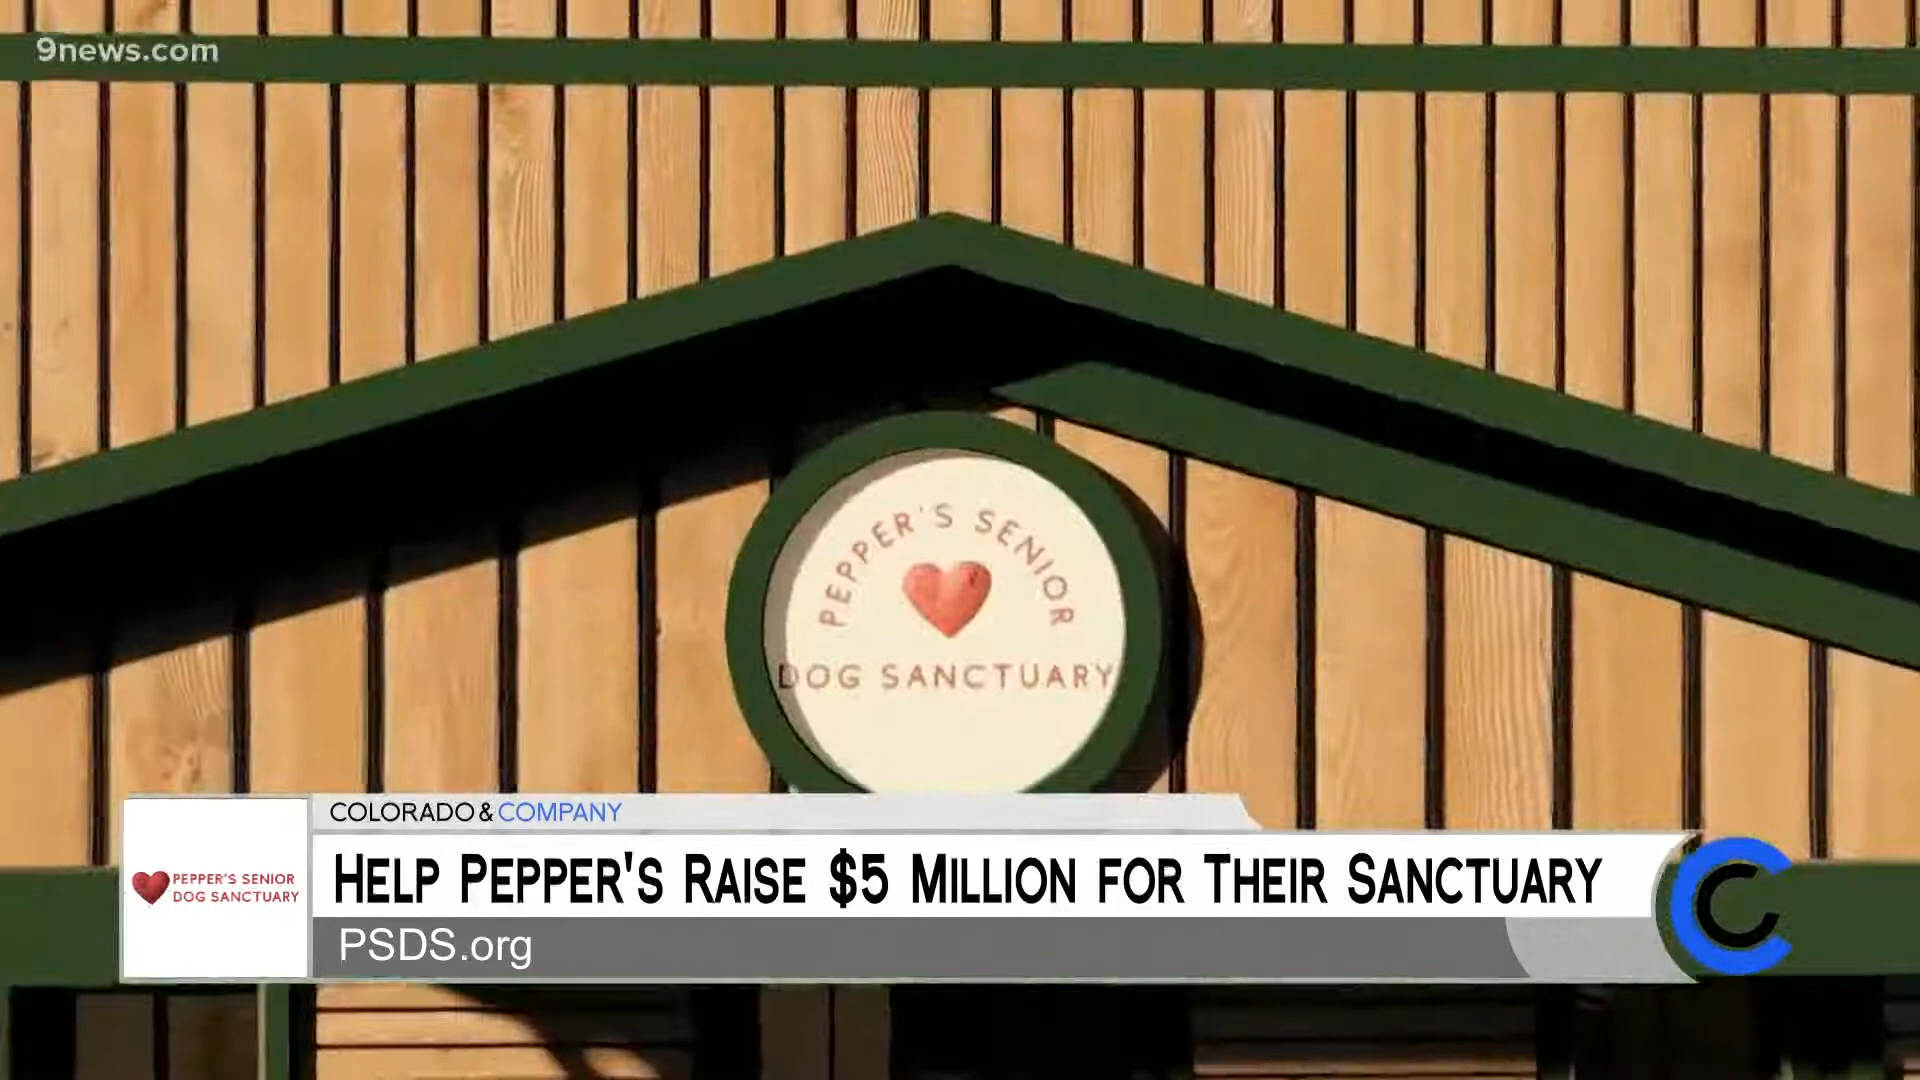 9news.com
PEPPER'S SENIOR
DOG SANCTUARY
COLORADO&COMPANY
PEPPER'S SENIOR
DOG SANCTUARY
HELP PEPPER'S RAISE $5 MILLION FOR THEIR SANCTUARY
PSDS.org